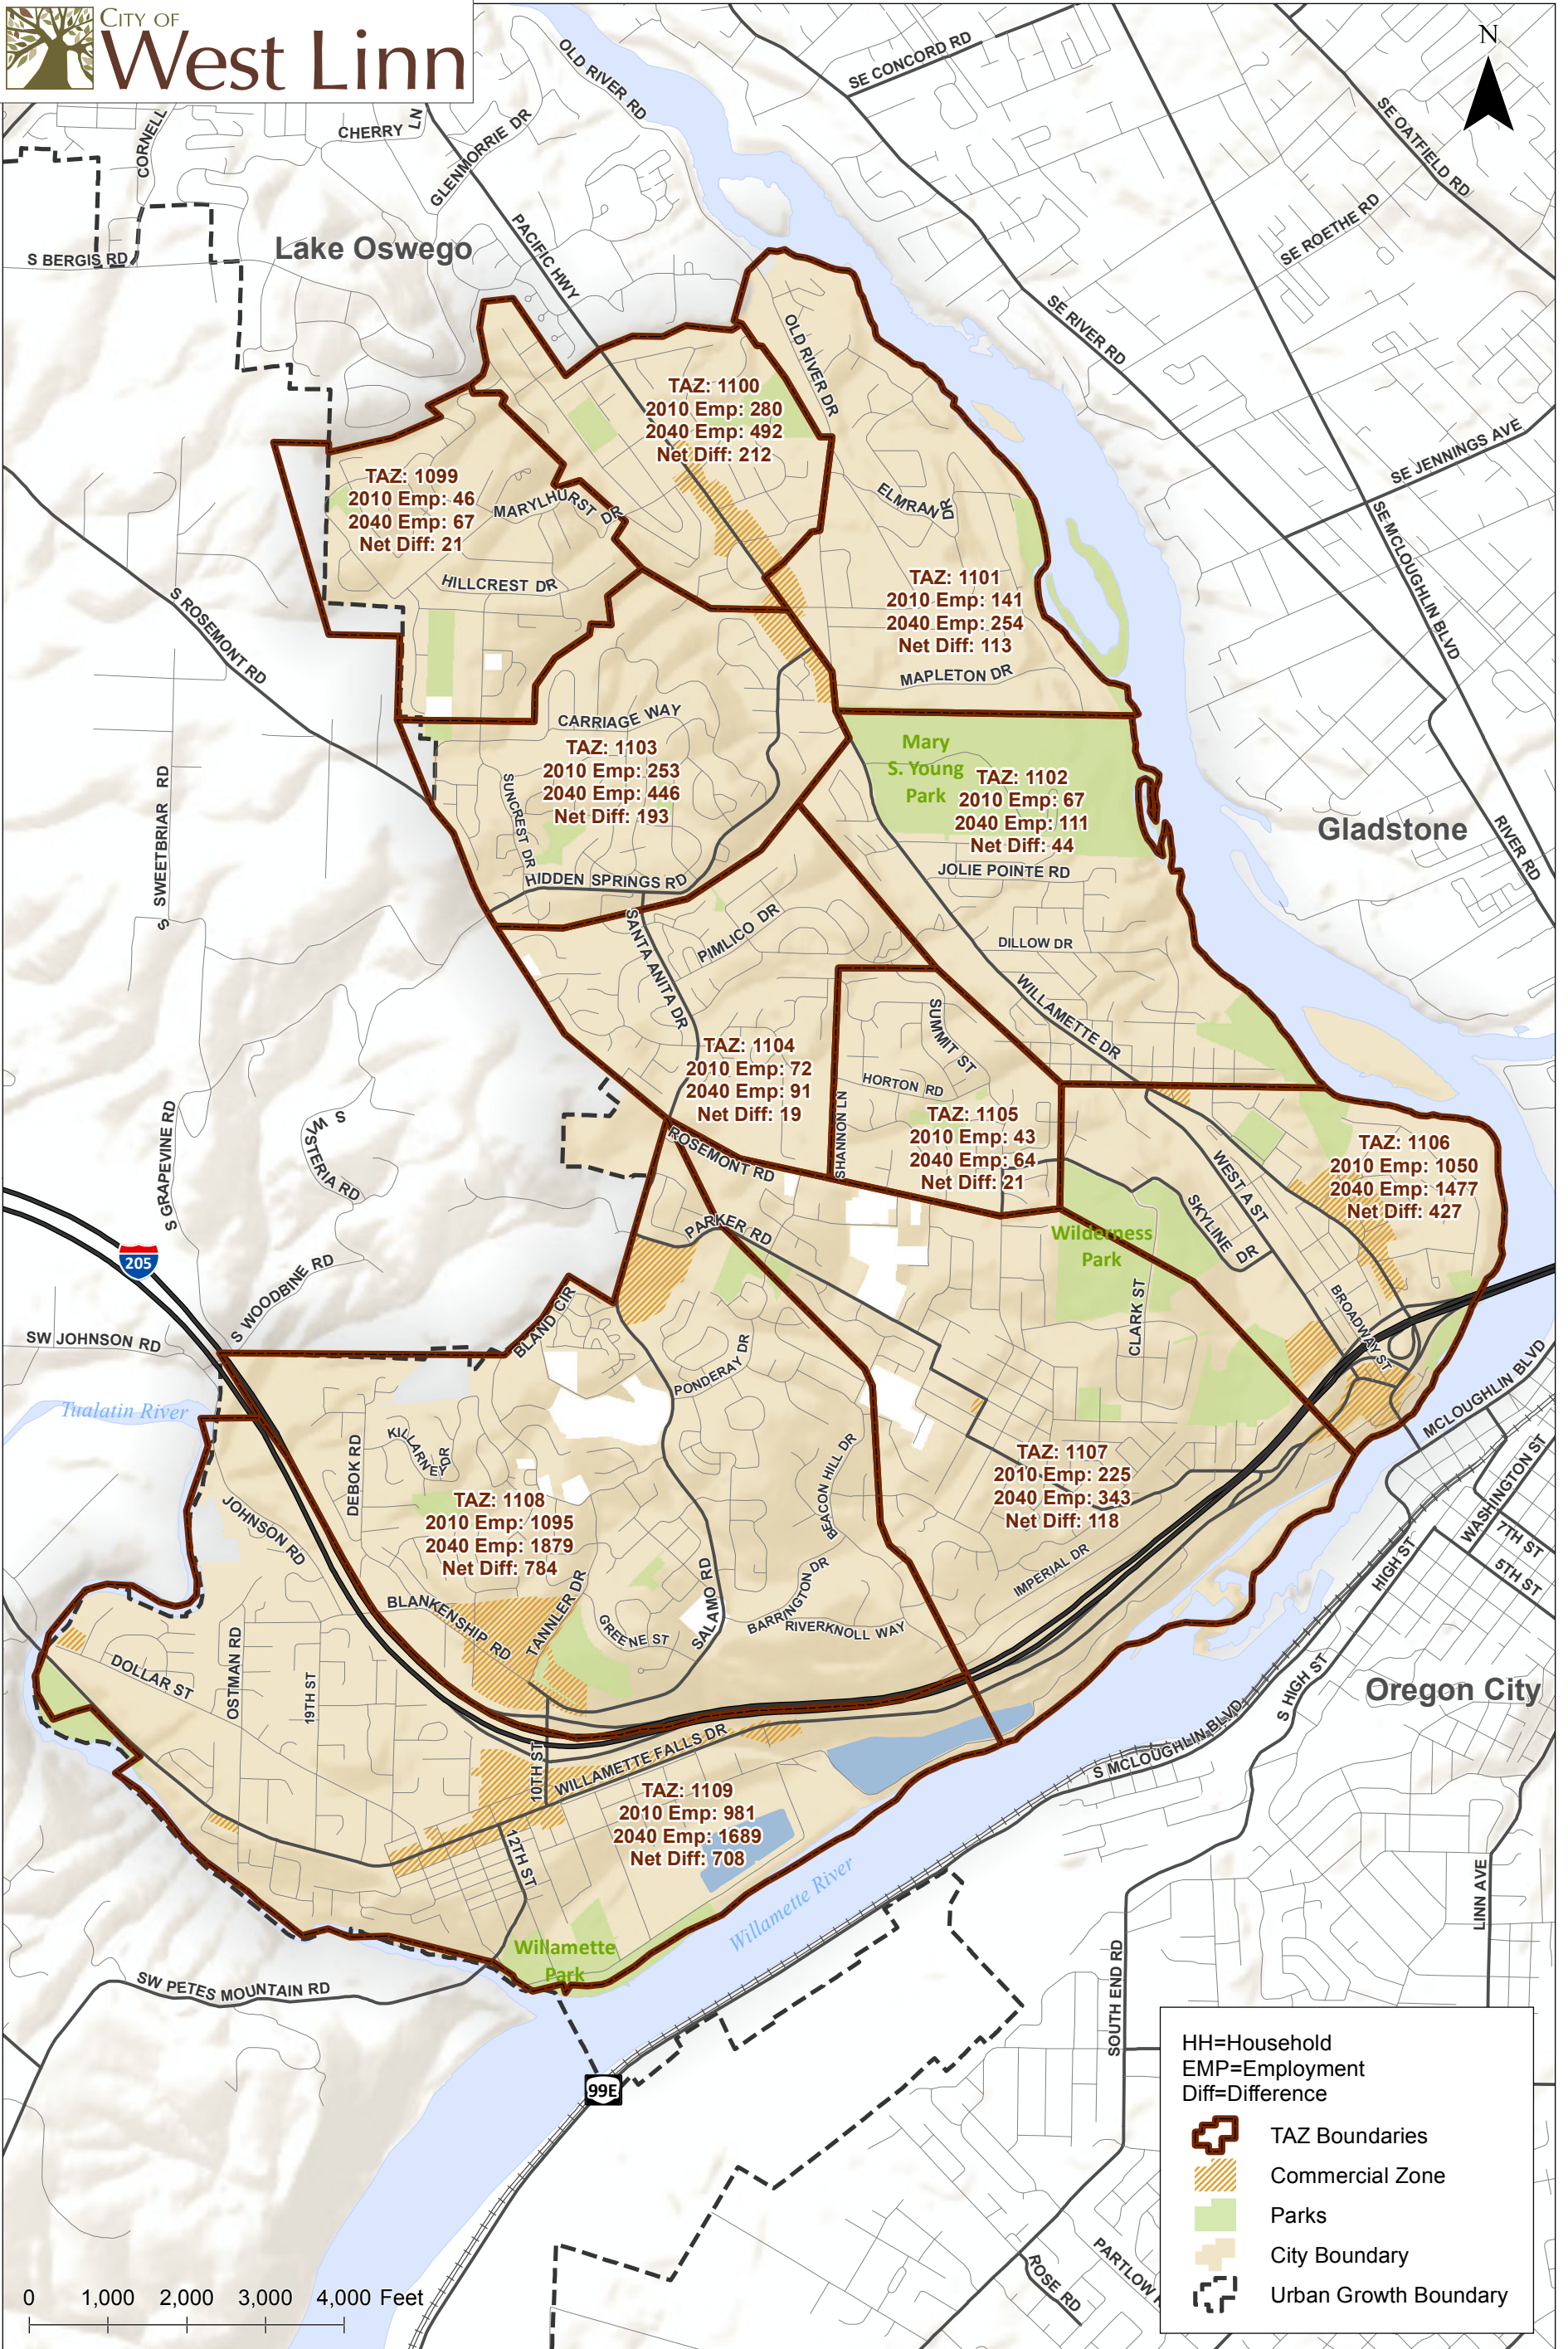 CITY OF
West Linn
N
OLD RIVER RD
SE CONCORD RD
SE OATFIELD RD
CORNELL
CHERRY LN
GLENMORRIE DR
PACIFIC HWY
SE ROETHE RD
S BERGIS RD
Lake Oswego
SE RIVER RD
OLD RIVER DR
TAZ: 1100
2010 Emp: 280
2040 Emp: 492
Net Diff: 212
SE JENNINGS AVE
TAZ: 1099
2010 Emp: 46
2040 Emp: 67
Net Diff: 21
MARYLHURST DR
ELMRAN DR
SE MCLOUGHLIN BLVD
HILLCREST DR
TAZ: 1101
2010 Emp: 141
2040 Emp: 254
Net Diff: 113
S ROSEMONT RD
MAPLETON DR
CARRIAGE WAY
TAZ: 1103
2010 Emp: 253
2040 Emp: 446
Net Diff: 193
Mary
S. Young
Park
TAZ: 1102
2010 Emp: 67
2040 Emp: 111
Net Diff: 44
SUNCREST DR
S SWEETBRIAR RD
Gladstone
RIVER RD
JOLIE POINTE RD
HIDDEN SPRINGS RD
SANTA ANITA DR
PIMLICO DR
DILLOW DR
WILLAMETTE DR
SUMMIT ST
TAZ: 1104
2010 Emp: 72
2040 Emp: 91
Net Diff: 19
HORTON RD
SHANNON LN
TAZ: 1105
2010 Emp: 43
2040 Emp: 64
Net Diff: 21
S GRAPEVINE RD
S WYSTERIA RD
ROSEMONT RD
TAZ: 1106
2010 Emp: 1050
2040 Emp: 1477
Net Diff: 427
WEST A ST
SKYLINE DR
PARKER RD
Wilderness
Park
205
S WOODBINE RD
SW JOHNSON RD
BLAND CIR
CLARK ST
BROADWAY ST
MCLOUGHLIN BLVD
PONDERAY DR
Tualatin River
KILLARNEY DR
DEBOK RD
BEACON HILL DR
TAZ: 1107
2010 Emp: 225
2040 Emp: 343
Net Diff: 118
WASHINGTON ST
7TH ST
5TH ST
HIGH ST
TAZ: 1108
2010 Emp: 1095
2040 Emp: 1879
Net Diff: 784
JOHNSON RD
IMPERIAL DR
BLANKENSHIP RD
TANNLER DR
GREENE ST
SALAMO RD
BARRINGTON DR
RIVERKNOLL WAY
DOLLAR ST
OSTMAN RD
19TH ST
S HIGH ST
Oregon City
S MCLOUGHLIN BLVD
10TH ST
WILLAMETTE FALLS DR
TAZ: 1109
2010 Emp: 981
2040 Emp: 1689
Net Diff: 708
12TH ST
Willamette River
LINN AVE
Willamette
Park
SOUTH END RD
SW PETES MOUNTAIN RD
99E
HH=Household
EMP=Employment
Diff=Difference
TAZ Boundaries
Commercial Zone
Parks
City Boundary
Urban Growth Boundary
ROSE RD
PARTLOW
0 1,000 2,000 3,000 4,000 Feet